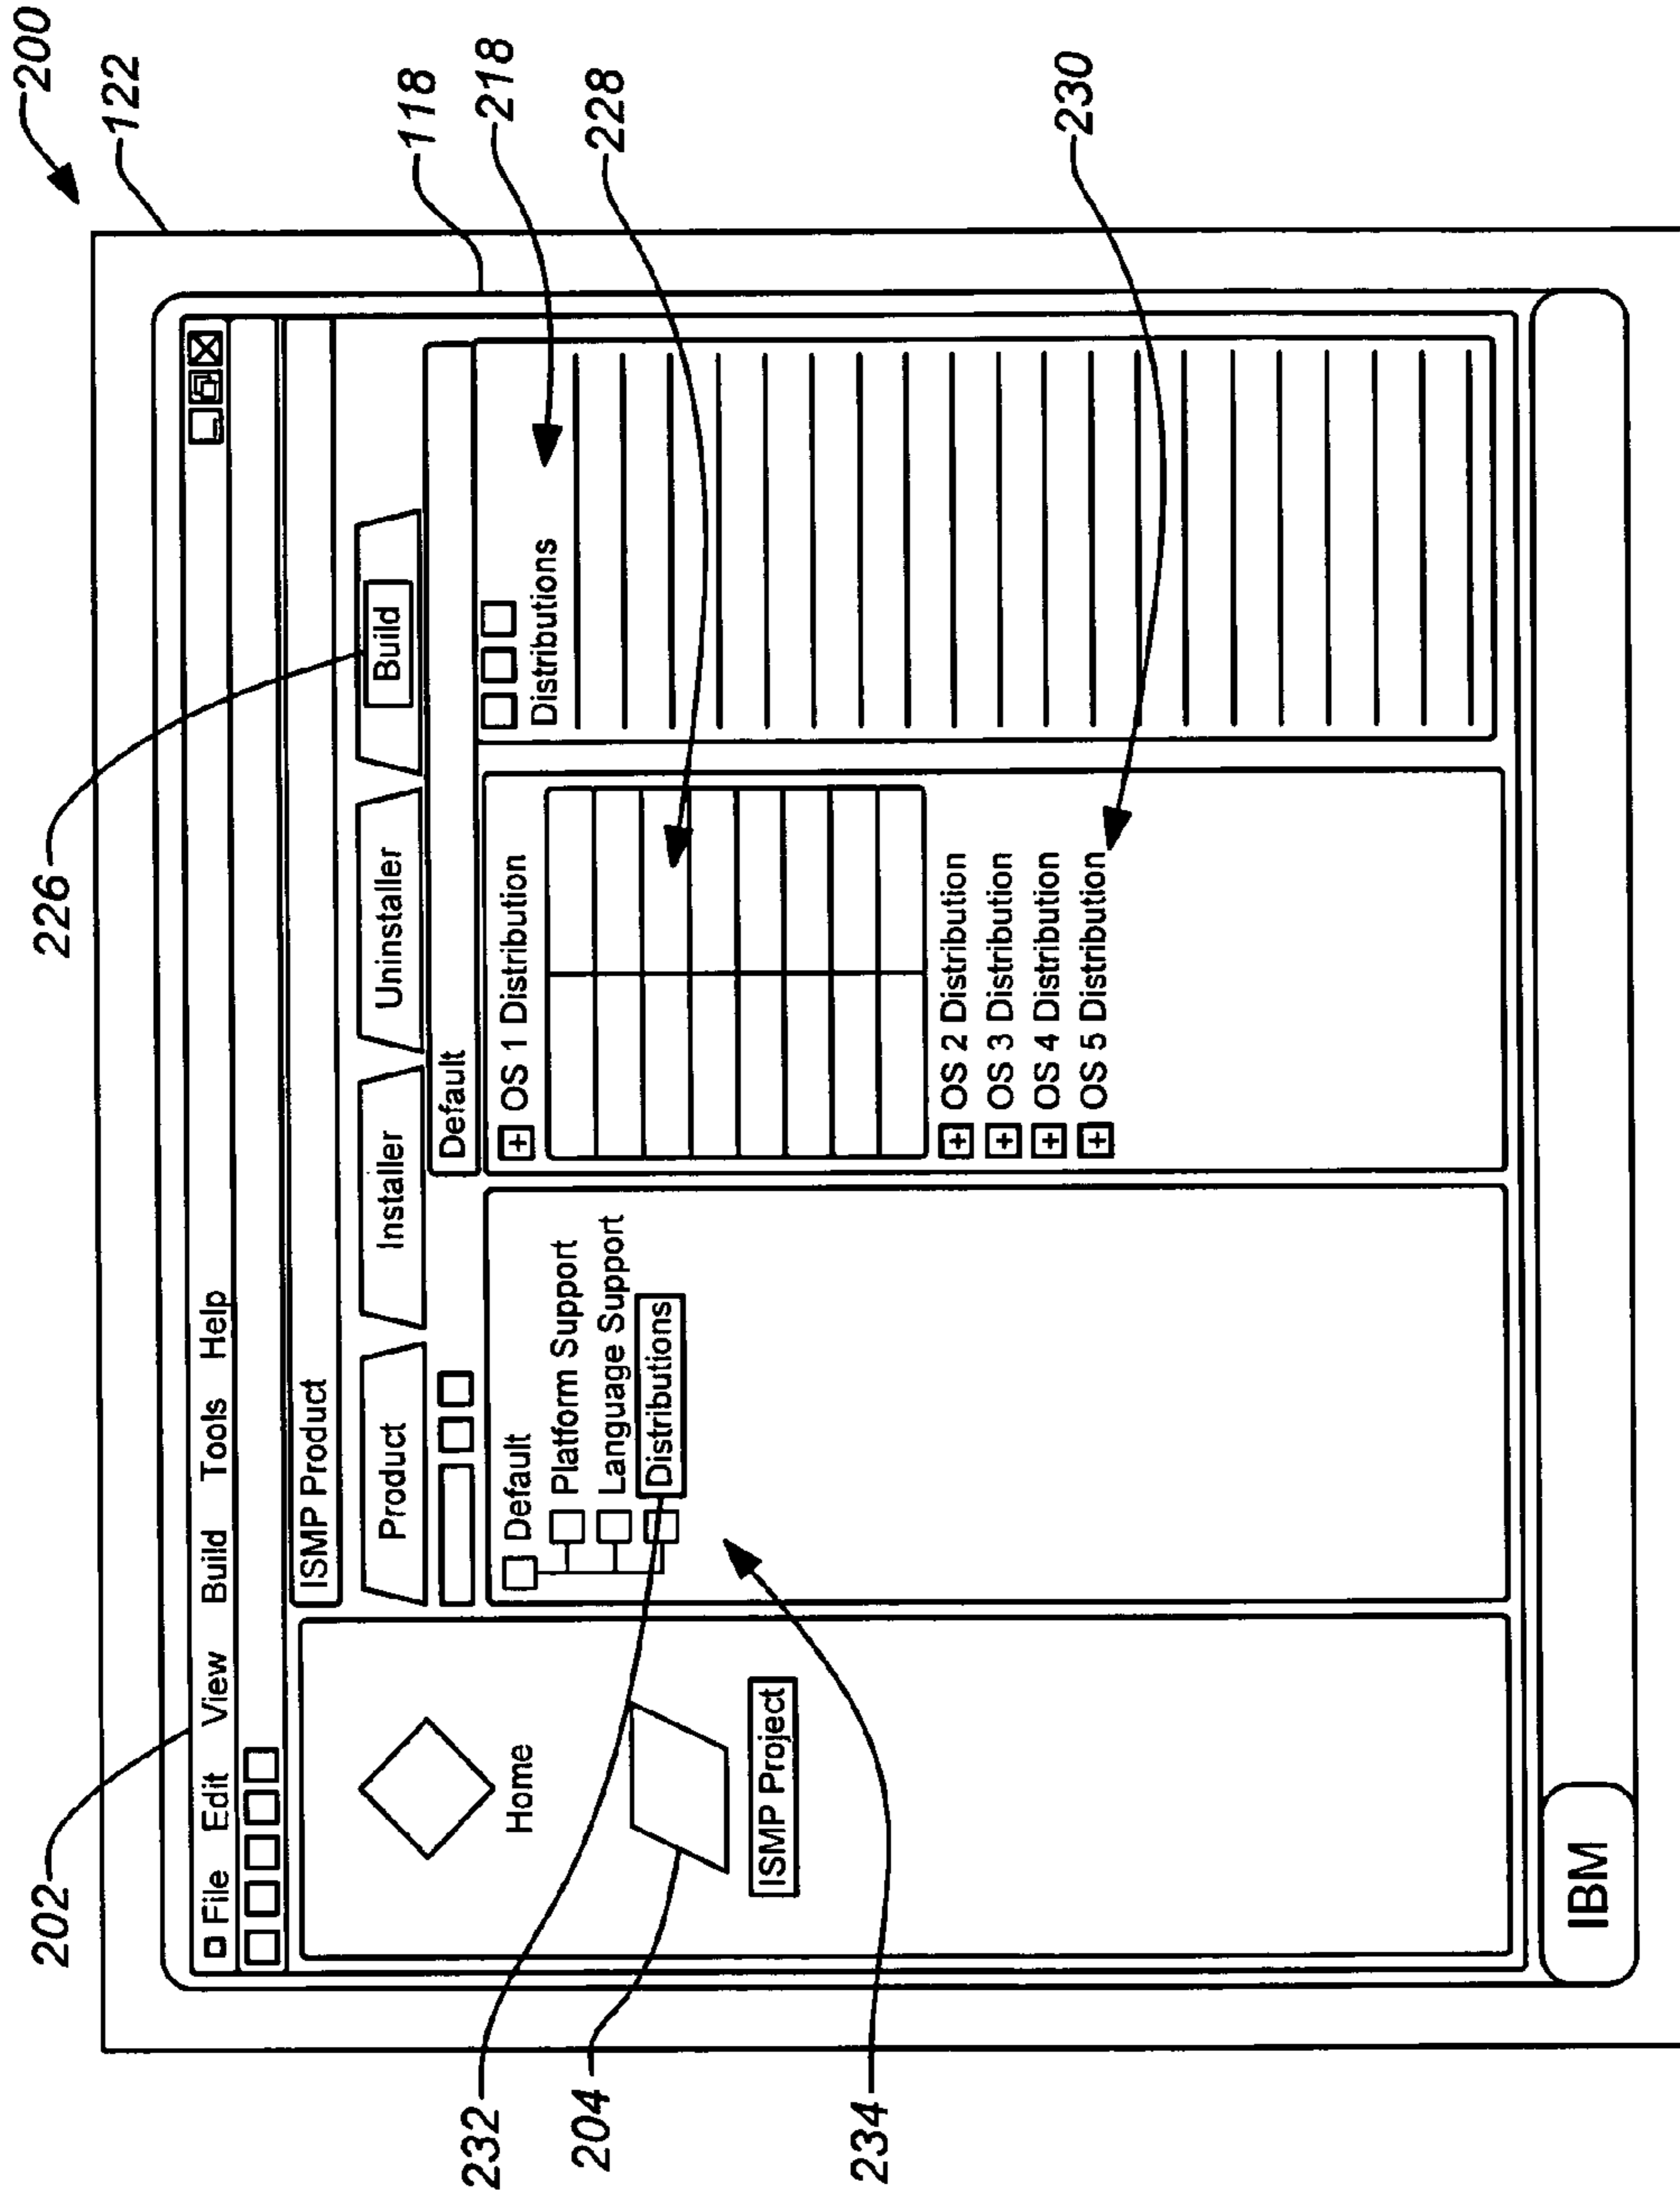 200
122
118
218
228
230
226
202
File Edit View Build Tools Help
ISMP Product
Product
Installer
Uninstaller
Build
Default
Home
ISMP Project
Default
Platform Support
Language Support
Distributions
OS 1 Distribution
OS 2 Distribution
OS 3 Distribution
OS 4 Distribution
OS 5 Distribution
Distributions
IBM
232
204
234